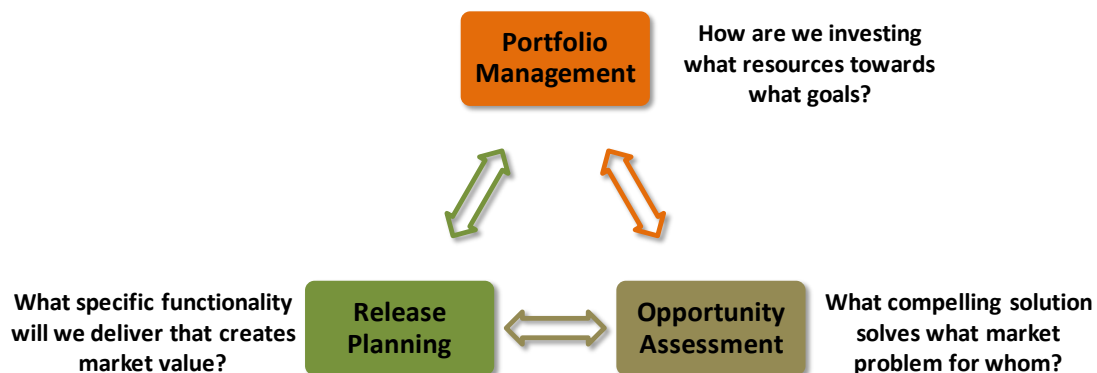 Portfolio
Management
How are we investing
what resources towards
what goals?
What specific functionality
will we deliver that creates
market value?
Release
Planning
Opportunity
Assessment
What compelling solution
solves what market
problem for whom?